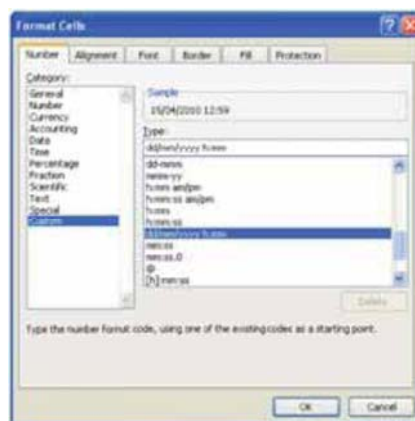 Format Cells
Number Alignment Font Border Fill Protection
Category:
General
Number
Currency
Accounting
Date
Time
Percentage
Fraction
Scientific
Text
Special
Custom
Sample
15/04/2010 12:59
Type:
dd/mm/yyyy h:mm
dd-mmm
mmm-yy
h:mm am/pm
h:mm:ss am/pm
h:mm
h:mm:ss
dd/mm/yyyy h:mm
mm:ss
mm:ss.0
@
[h]:mm:ss
Delete
Type the number format code, using one of the existing codes as a starting point.
OK Cancel